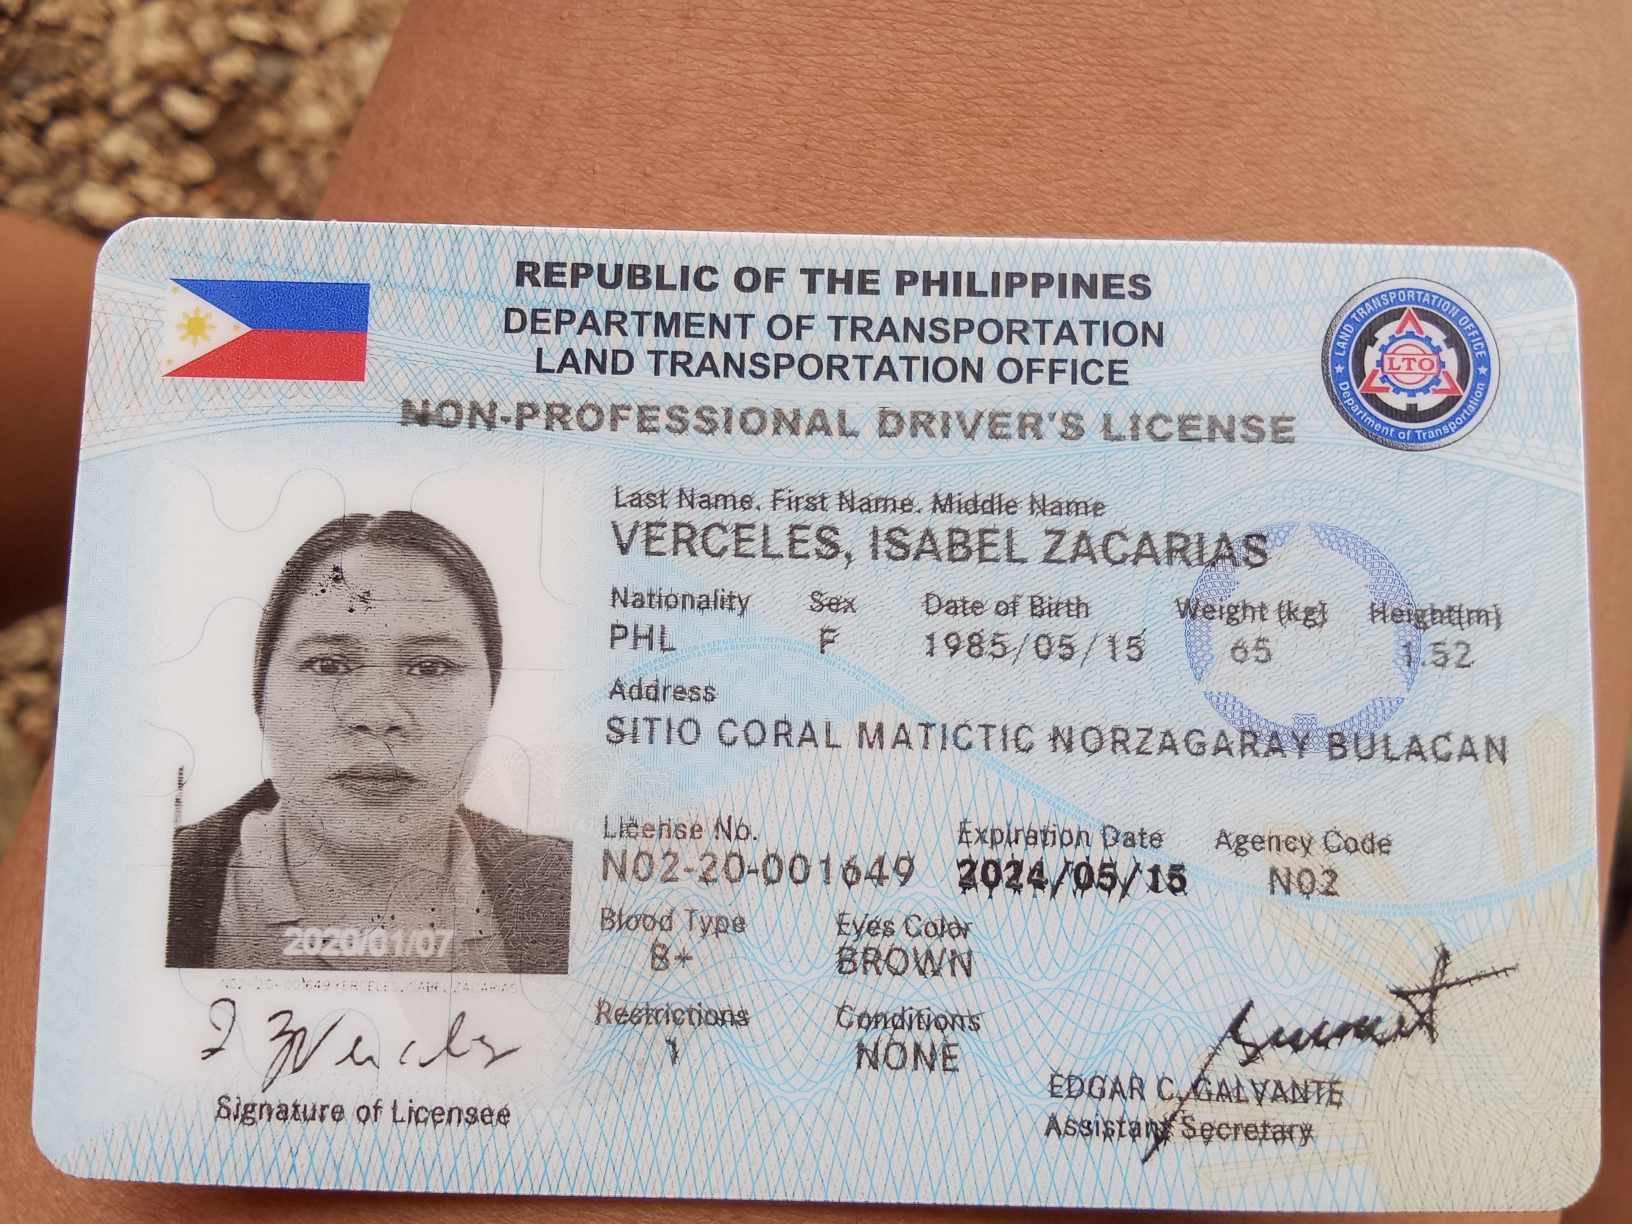 REPUBLIC OF THE PHILIPPINES
DEPARTMENT OF TRANSPORTATION
LAND TRANSPORTATION OFFICE
LAND TRANSPORTATION OFFICE
LTO
Department of Transportation
NON-PROFESSIONAL DRIVER'S LICENSE
Last Name, First Name, Middle Name
VERCELES, ISABEL ZACARIAS
Nationality Sex Date of Birth Weight (kg) Height(m)
PHL F 1985/05/15 65 1.52
Address
SITIO CORAL MATICTIC NORZAGARAY BULACAN
License No. Expiration Date Agency Code
N02-20-001649 2024/05/15 N02
Blood Type Eyes Color
B+ BROWN
Restrictions Conditions
1 NONE
2020/01/07
Signature of Licensee
EDGAR C. GALVANTE
Assistant Secretary